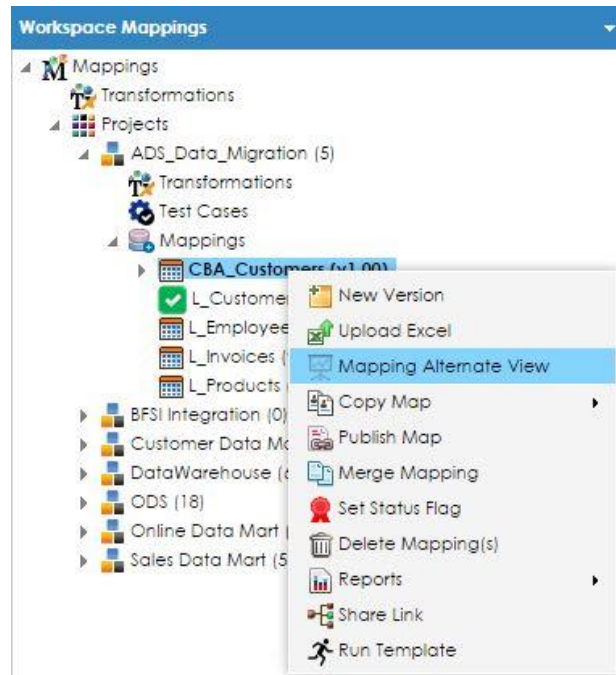 Workspace Mappings
Mappings
Transformations
Projects
ADS_Data_Migration (5)
Transformations
Test Cases
Mappings
CBA_Customers (v1.00)
L_Custome
New Version
L_Employee
Upload Excel
L_Invoices (
Mapping Alternate View
L_Products
Copy Map
BFSI Integration (0)
Publish Map
Customer Data Ma
Merge Mapping
DataWarehouse (
Set Status Flag
ODS (18)
Delete Mapping(s)
Online Data Mart (
Reports
Sales Data Mart (5
Share Link
Run Template